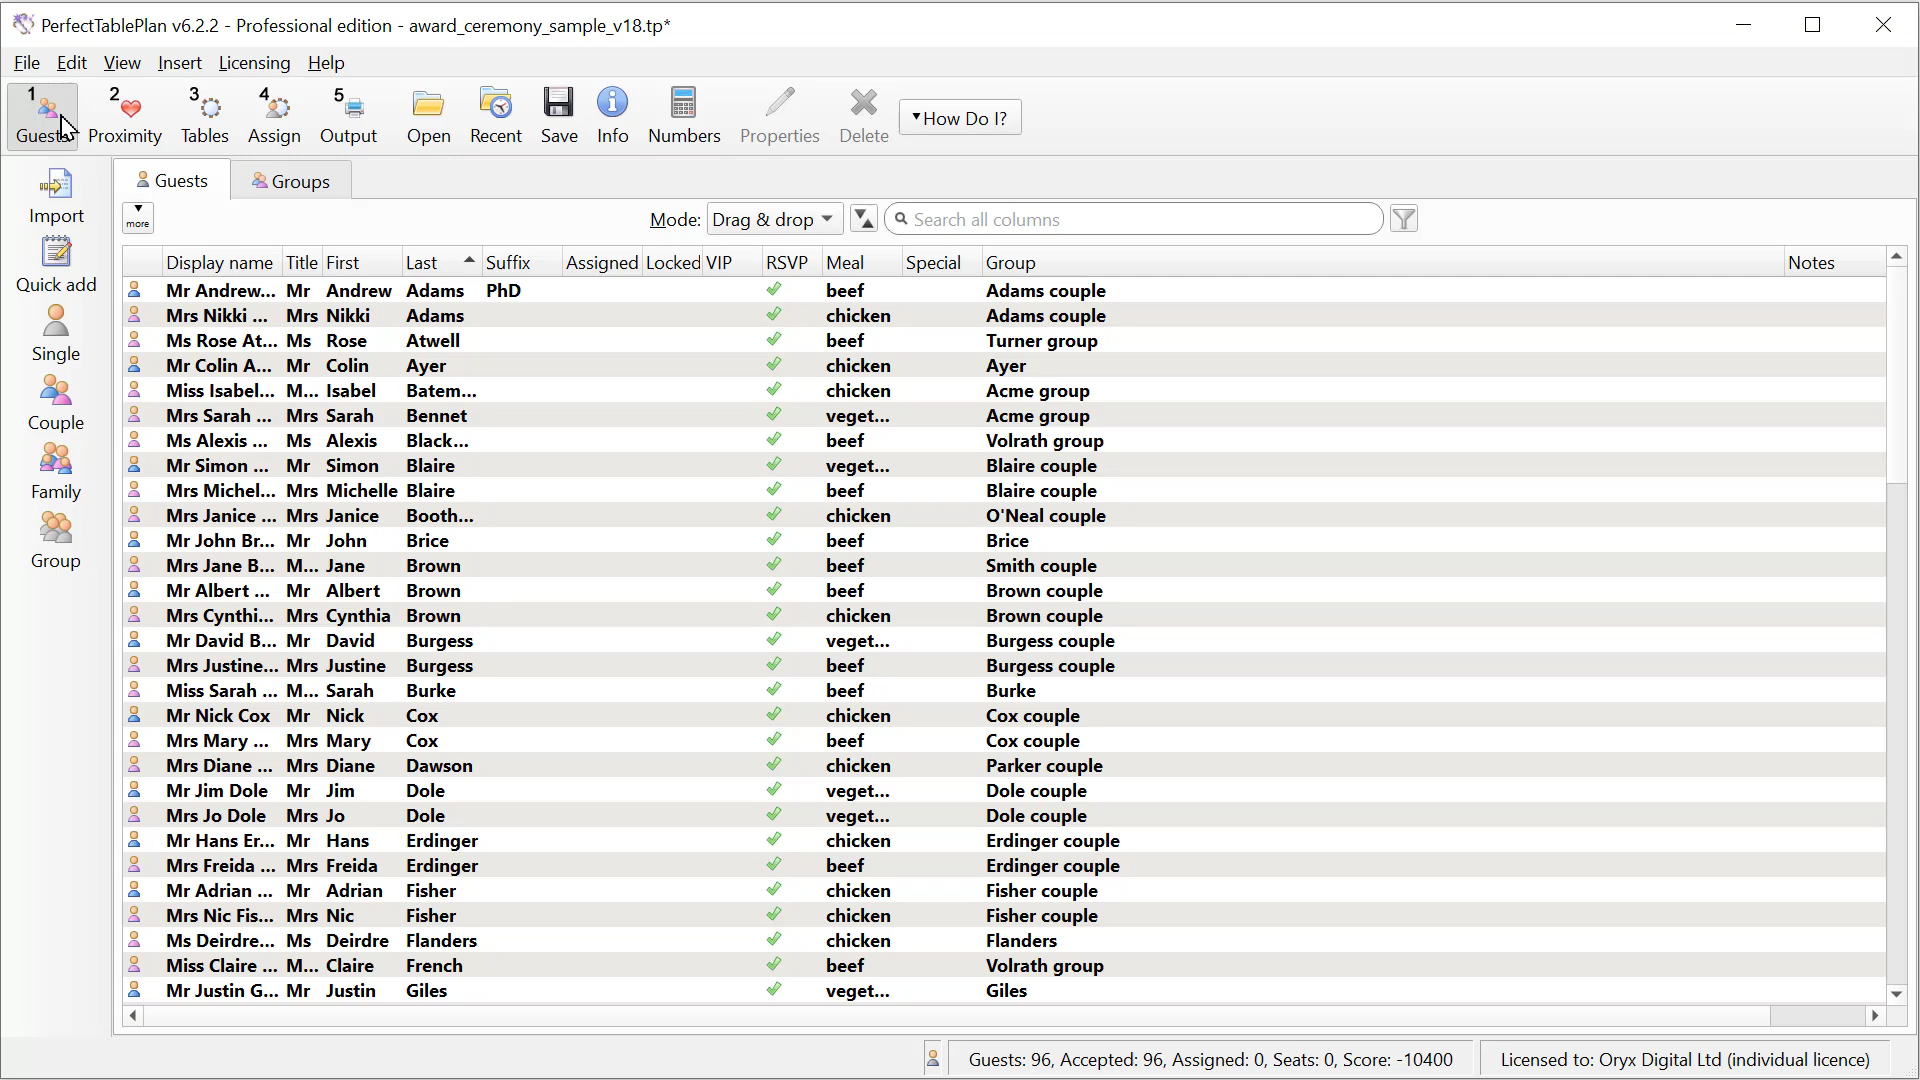 PerfectTablePlan v6.2.2 - Professional edition - award_ceremony_sample_v18.tp*
File Edit View Insert Licensing Help
1 2 3 4 5
Guests Proximity Tables Assign Output Open Recent Save Info Numbers Properties Delete How Do I?
Import
Quick add
Single
Couple
Family
Group
Guests Groups
more Mode: Drag & drop Search all columns
Display name Title First Last Suffix Assigned Locked VIP RSVP Meal Special Group Notes
Mr Andrew... Mr Andrew Adams PhD beef Adams couple
Mrs Nikki ... Mrs Nikki Adams chicken Adams couple
Ms Rose At... Ms Rose Atwell beef Turner group
Mr Colin A... Mr Colin Ayer chicken Ayer
Miss Isabel... M... Isabel Batem... chicken Acme group
Mrs Sarah ... Mrs Sarah Bennet veget... Acme group
Ms Alexis ... Ms Alexis Black... beef Volrath group
Mr Simon ... Mr Simon Blaire veget... Blaire couple
Mrs Michel... Mrs Michelle Blaire beef Blaire couple
Mrs Janice ... Mrs Janice Booth... chicken O'Neal couple
Mr John Br... Mr John Brice beef Brice
Mrs Jane B... M... Jane Brown beef Smith couple
Mr Albert ... Mr Albert Brown beef Brown couple
Mrs Cynthi... Mrs Cynthia Brown chicken Brown couple
Mr David B... Mr David Burgess veget... Burgess couple
Mrs Justine... Mrs Justine Burgess beef Burgess couple
Miss Sarah ... M... Sarah Burke beef Burke
Mr Nick Cox Mr Nick Cox chicken Cox couple
Mrs Mary ... Mrs Mary Cox beef Cox couple
Mrs Diane ... Mrs Diane Dawson chicken Parker couple
Mr Jim Dole Mr Jim Dole veget... Dole couple
Mrs Jo Dole Mrs Jo Dole veget... Dole couple
Mr Hans Er... Mr Hans Erdinger chicken Erdinger couple
Mrs Freida ... Mrs Freida Erdinger beef Erdinger couple
Mr Adrian ... Mr Adrian Fisher chicken Fisher couple
Mrs Nic Fis... Mrs Nic Fisher chicken Fisher couple
Ms Deirdre... Ms Deirdre Flanders chicken Flanders
Miss Claire ... M... Claire French beef Volrath group
Mr Justin G... Mr Justin Giles veget... Giles
Guests: 96, Accepted: 96, Assigned: 0, Seats: 0, Score: -10400 Licensed to: Oryx Digital Ltd (individual licence)